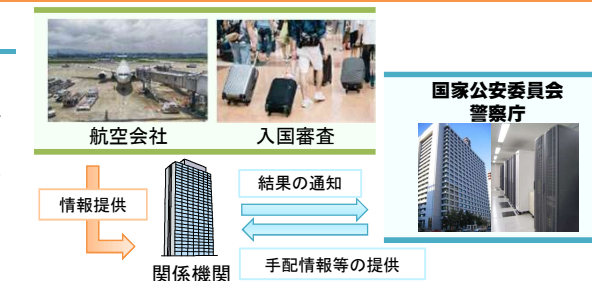 航空会社
入国審査
国家公安委員会
警察庁
結果の通知
情報提供
手配情報等の提供
関係機関